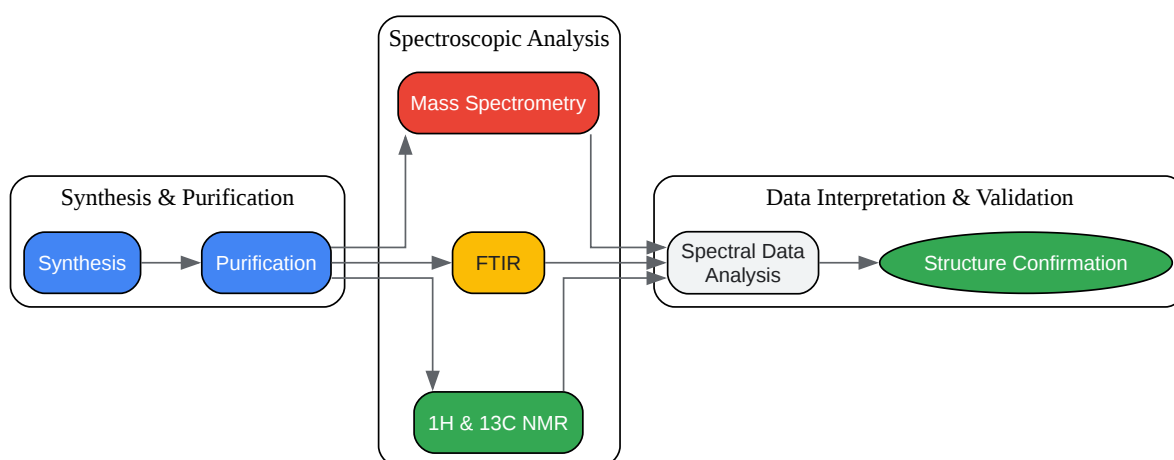 Synthesis & Purification
Synthesis
Purification
Spectroscopic Analysis
Mass Spectrometry
FTIR
1H & 13C NMR
Data Interpretation & Validation
Spectral Data
Analysis
Structure Confirmation